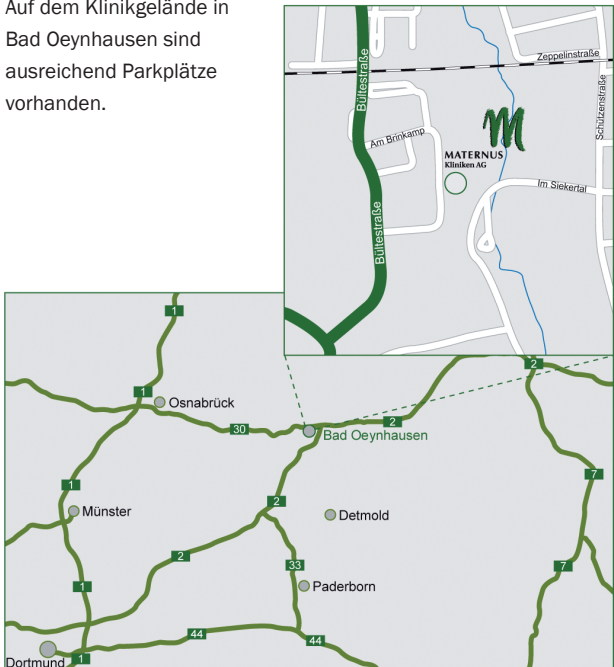 Auf dem Klinikgelände in
Bad Oeynhausen sind
ausreichend Parkplätze
vorhanden.
Zeppelinstraße
Bültestraße
Schützenstraße
Am Brinkamp
M
MATERNUS
Kliniken AG
Im Siekertal
Bültestraße
1
2
1
Osnabrück
30
2
Bad Oeynhausen
7
1
2
Münster
Detmold
2
33
7
1
Paderborn
44
44
Dortmund
1